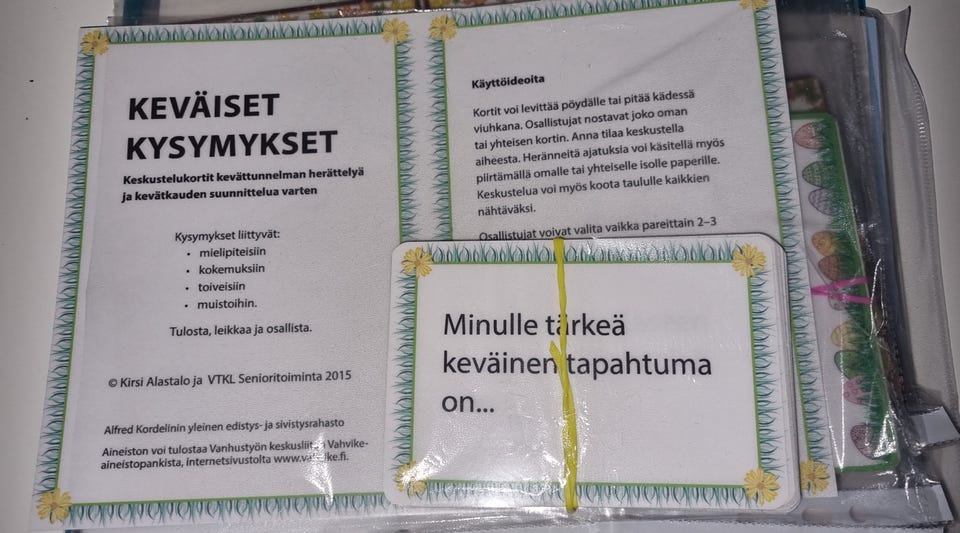 KEVÄISET
KYSYMYKSET
Keskustelukortit kevättunnelman herättelyä
ja kevätkauden suunnittelua varten
Kysymykset liittyvät:
• mielipiteisiin
• kokemuksiin
• toiveisiin
• muistoihin.
Tulosta, leikkaa ja osallista.
© Kirsi Alastalo ja VTKL Senioritoiminta 2015
Alfred Kordelinin yleinen edistys- ja sivistysrahasto
Aineiston voi tulostaa Vanhustyön keskusliiton Vahvike-
aineistopankista, internetsivustolta www.vahvike.fi.
Käyttöideoita
Kortit voi levittää pöydälle tai pitää kädessä
viuhkana. Osallistujat nostavat joko oman
tai yhteisen kortin. Anna tilaa keskustella
aiheesta. Heränneitä ajatuksia voi käsitellä myös
piirtämällä omalle tai yhteiselle isolle paperille.
Keskustelua voi myös koota taululle kaikkien
nähtäväksi.
Osallistujat voivat valita vaikka pareittain 2–3
Minulle tärkeä
keväinen tapahtuma
on...